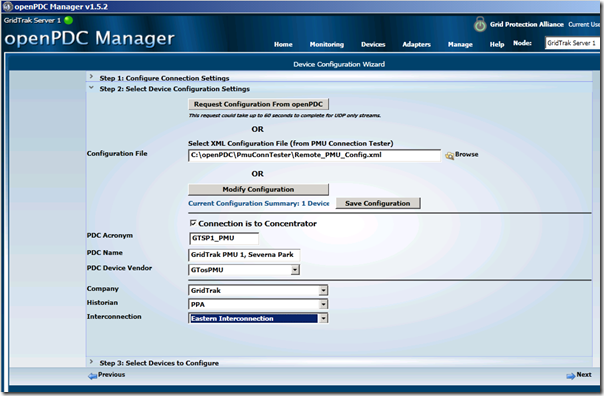 openPDC Manager v1.5.2
GridTrak Server 1
Grid Protection Alliance Current Use
openPDC Manager
Home Monitoring Devices Adapters Manage Help Node: GridTrak Server 1
Device Configuration Wizard
Step 1: Configure Connection Settings
Step 2: Select Device Configuration Settings
Request Configuration From openPDC
This request could take up to 60 seconds to complete for UDP only streams.
OR
Select XML Configuration File (from PMU Connection Tester)
Configuration File C:\openPDC\PmuConnTester\Remote_PMU_Config.xml Browse
OR
Modify Configuration
Current Configuration Summary: 1 Device Save Configuration
Connection is to Concentrator
PDC Acronym GTSP1_PMU
PDC Name GridTrak PMU 1, Severna Park
PDC Device Vendor GTosPMU
Company GridTrak
Historian PPA
Interconnection Eastern Interconnection
Step 3: Select Devices to Configure
Previous Next